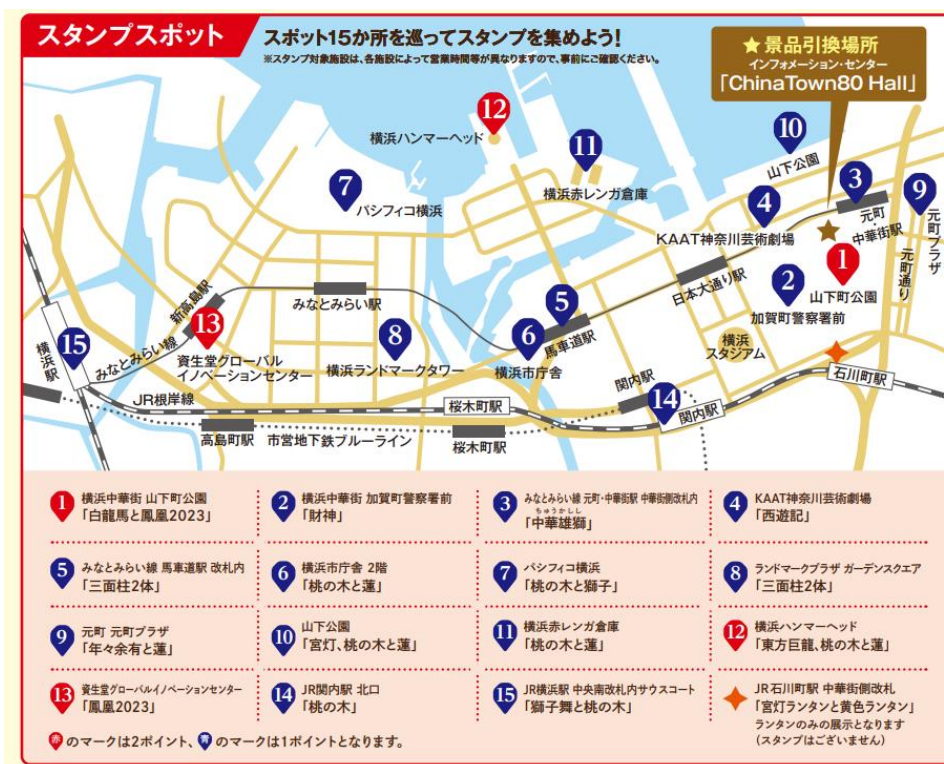 スタンプスポット
スポット15か所を巡ってスタンプを集めよう!
※スタンプ対象施設は、各施設によって営業時間等が異なりますので、事前にご確認ください。
★景品引換場所
インフォメーション・センター
「ChinaTown80 Hall」
12
横浜ハンマーヘッド
11
横浜赤レンガ倉庫
10
山下公園
7
パシフィコ横浜
4
KAAT神奈川芸術劇場
3
元町・
中華街駅
9
元町プラザ
元町通り
1
山下町公園
2
加賀町警察署前
日本大通り駅
新高島駅
みなとみらい駅
13
資生堂グローバル
イノベーションセンター
8
横浜ランドマークタワー
6
横浜市庁舎
5
馬車道駅
横浜
スタジアム
15
横浜駅
みなとみらい線
JR根岸線
桜木町駅
関内駅
14
関内駅
石川町駅
高島町駅
市営地下鉄ブルーライン
桜木町駅
1 横浜中華街 山下町公園
「白龍馬と鳳凰2023」
2 横浜中華街 加賀町警察署前
「財神」
3 みなとみらい線 元町・中華街駅 中華街側改札内
ちゅうかしし
「中華雄獅」
4 KAAT神奈川芸術劇場
「西遊記」
5 みなとみらい線 馬車道駅 改札内
「三面柱2体」
6 横浜市庁舎 2階
「桃の木と蓮」
7 パシフィコ横浜
「桃の木と獅子」
8 ランドマークプラザ ガーデンスクエア
「三面柱2体」
9 元町 元町プラザ
「年々余有と蓮」
10 山下公園
「宮灯、桃の木と蓮」
11 横浜赤レンガ倉庫
「桃の木と蓮」
12 横浜ハンマーヘッド
「東方巨龍、桃の木と蓮」
13 資生堂グローバルイノベーションセンター
「鳳凰2023」
14 JR関内駅 北口
「桃の木」
15 JR横浜駅 中央南改札内サウスコート
「獅子舞と桃の木」
JR石川町駅 中華街側改札
「宮灯ランタンと黄色ランタン」
ランタンのみの展示となります
(スタンプはございません)
赤のマークは2ポイント、青のマークは1ポイントとなります。